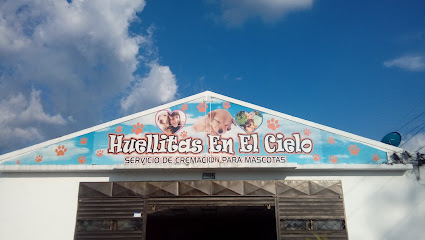 Huellitas En El Cielo
SERVICIO DE CREMACION PARA MASCOTAS